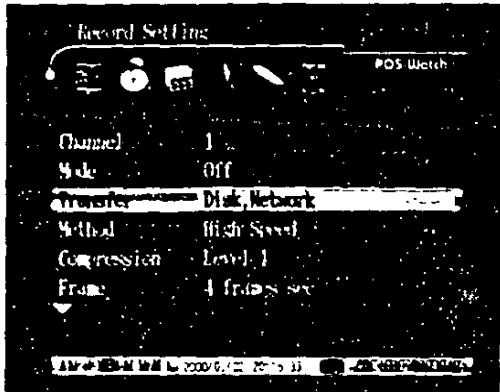 Record Setting
POS-Watch
Channel 1
Mode Off
Transfer Disk, Network
Method High Speed
Compression Level 1
Frame 4 frames sec